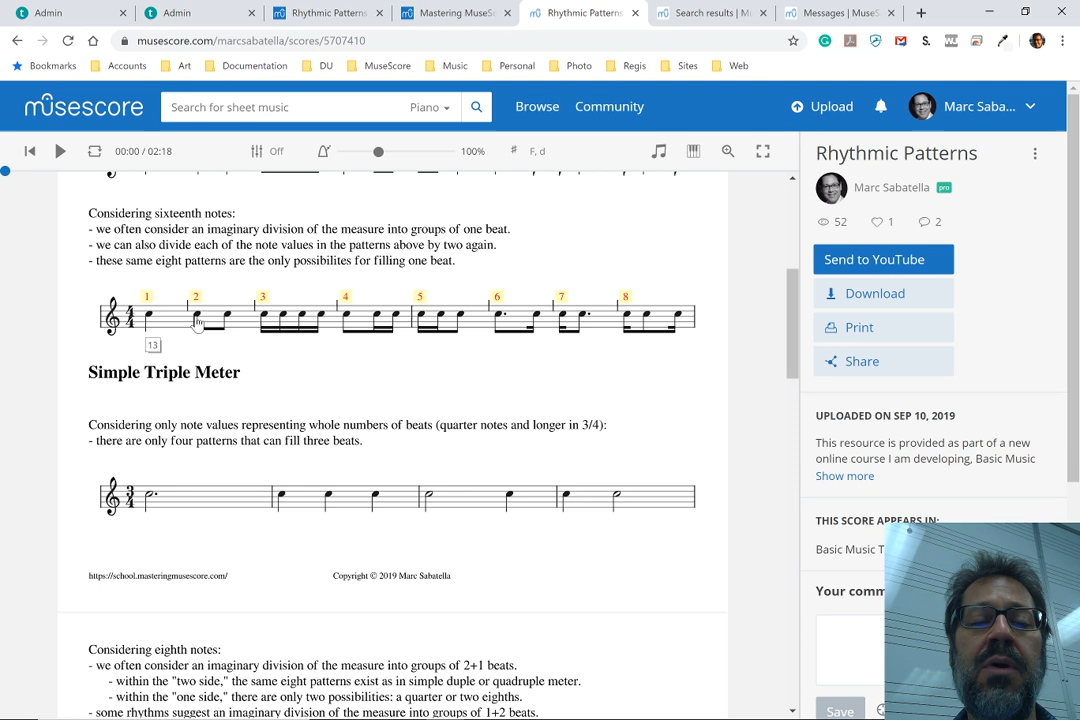 Admin
Admin
Rhythmic Patterns
Mastering MuseSc
Rhythmic Patterns
Search results | M
Messages | MuseSc
musescore.com/marcsabatella/scores/5707410
Bookmarks Accounts Art Documentation DU MuseScore Music Personal Photo Regis Sites Web
musescore
Search for sheet music
Piano
Browse
Community
Upload
Marc Saba...
00:00 / 02:18
Off
100%
F, d
Rhythmic Patterns
Marc Sabatella pro
52 1 2
Send to YouTube
Download
Print
Share
UPLOADED ON SEP 10, 2019
This resource is provided as part of a new
online course I am developing, Basic Music
Show more
THIS SCORE APPEARS IN:
Basic Music T
Your comm
Save
Considering sixteenth notes:
- we often consider an imaginary division of the measure into groups of one beat.
- we can also divide each of the note values in the patterns above by two again.
- these same eight patterns are the only possibilites for filling one beat.
1 2 3 4 5 6 7 8
4
4
13
Simple Triple Meter
Considering only note values representing whole numbers of beats (quarter notes and longer in 3/4):
- there are only four patterns that can fill three beats.
3
4
https://school.masteringmusescore.com/
Copyright © 2019 Marc Sabatella
Considering eighth notes:
- we often consider an imaginary division of the measure into groups of 2+1 beats.
- within the "two side," the same eight patterns exist as in simple duple or quadruple meter.
- within the "one side," there are only two possibilities: a quarter or two eighths.
- some rhythms suggest an imaginary division of the measure into groups of 1+2 beats.